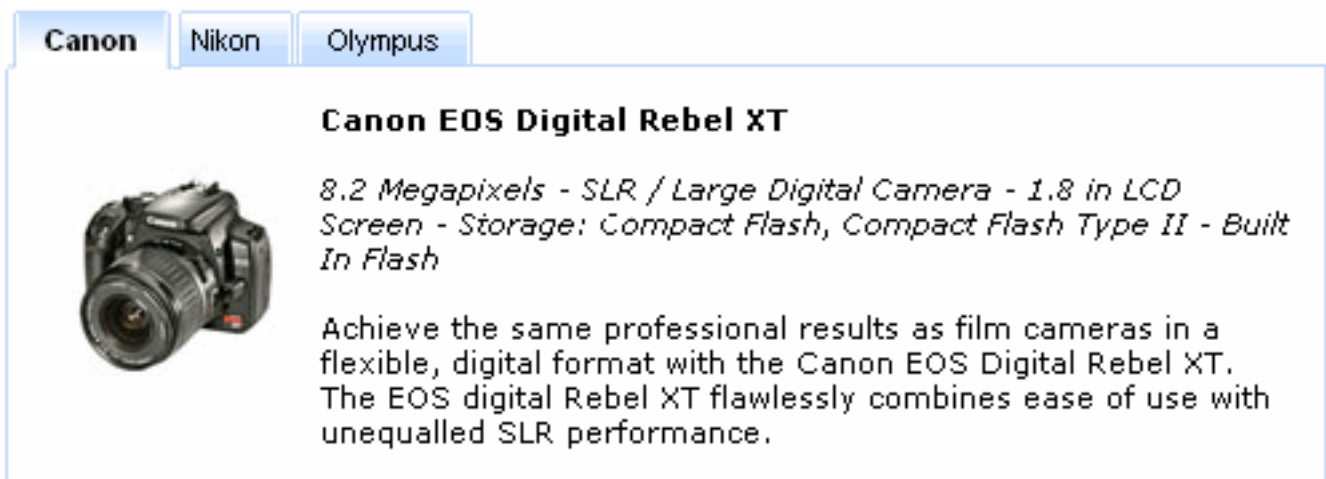 Canon Nikon Olympus
Canon EOS Digital Rebel XT
8.2 Megapixels - SLR / Large Digital Camera - 1.8 in LCD
Screen - Storage: Compact Flash, Compact Flash Type II - Built
In Flash
Achieve the same professional results as film cameras in a
flexible, digital format with the Canon EOS Digital Rebel XT.
The EOS digital Rebel XT flawlessly combines ease of use with
unequalled SLR performance.